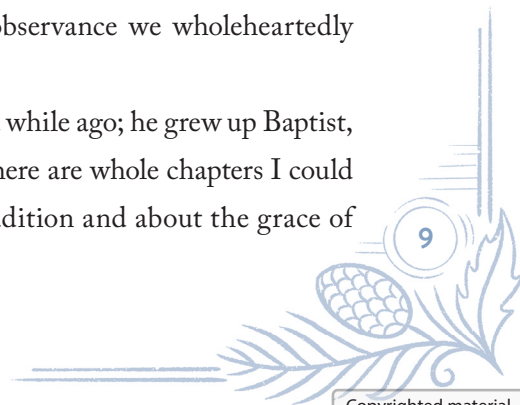 observance we wholeheartedly
while ago; he grew up Baptist,
here are whole chapters I could
dition and about the grace of
9
Copyrighted material